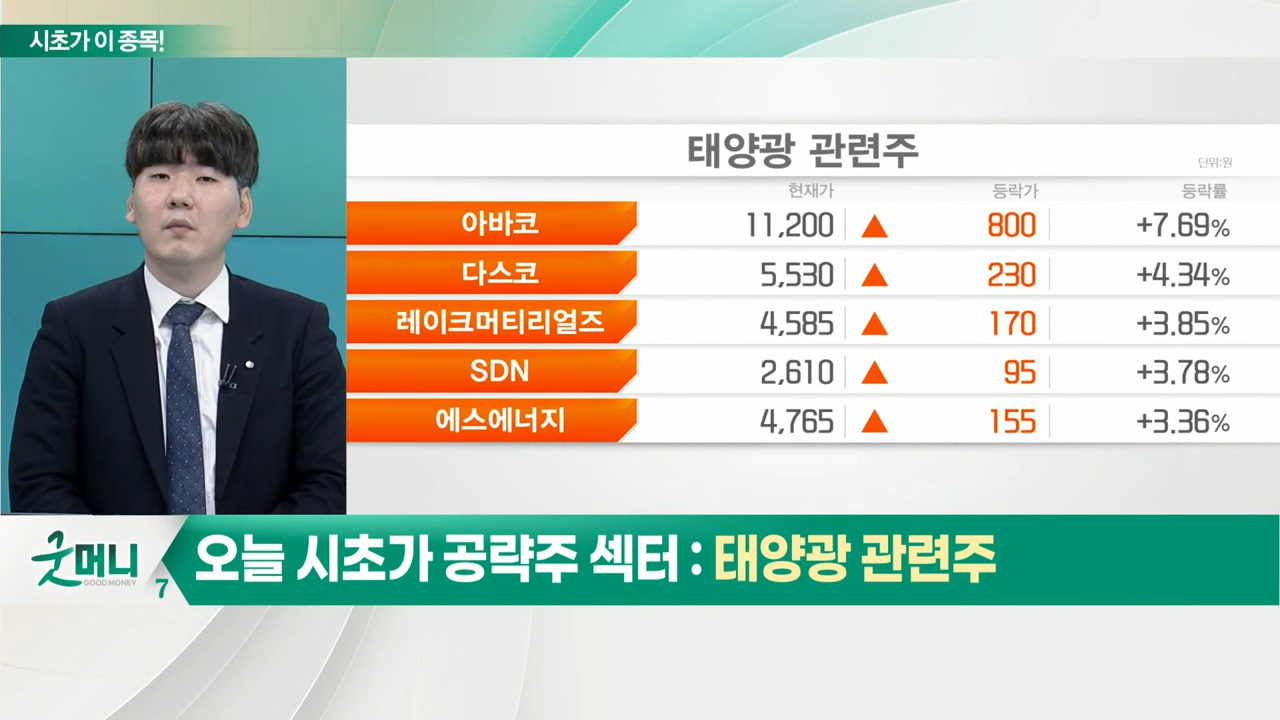 시초가 이 종목!
태양광 관련주
단위:원
현재가 등락가 등락률
아바코 11,200 ▲ 800 +7.69%
다스코 5,530 ▲ 230 +4.34%
레이크머티리얼즈 4,585 ▲ 170 +3.85%
SDN 2,610 ▲ 95 +3.78%
에스에너지 4,765 ▲ 155 +3.36%
굿머니
GOOD MONEY
7
오늘 시초가 공략주 섹터 : 태양광 관련주